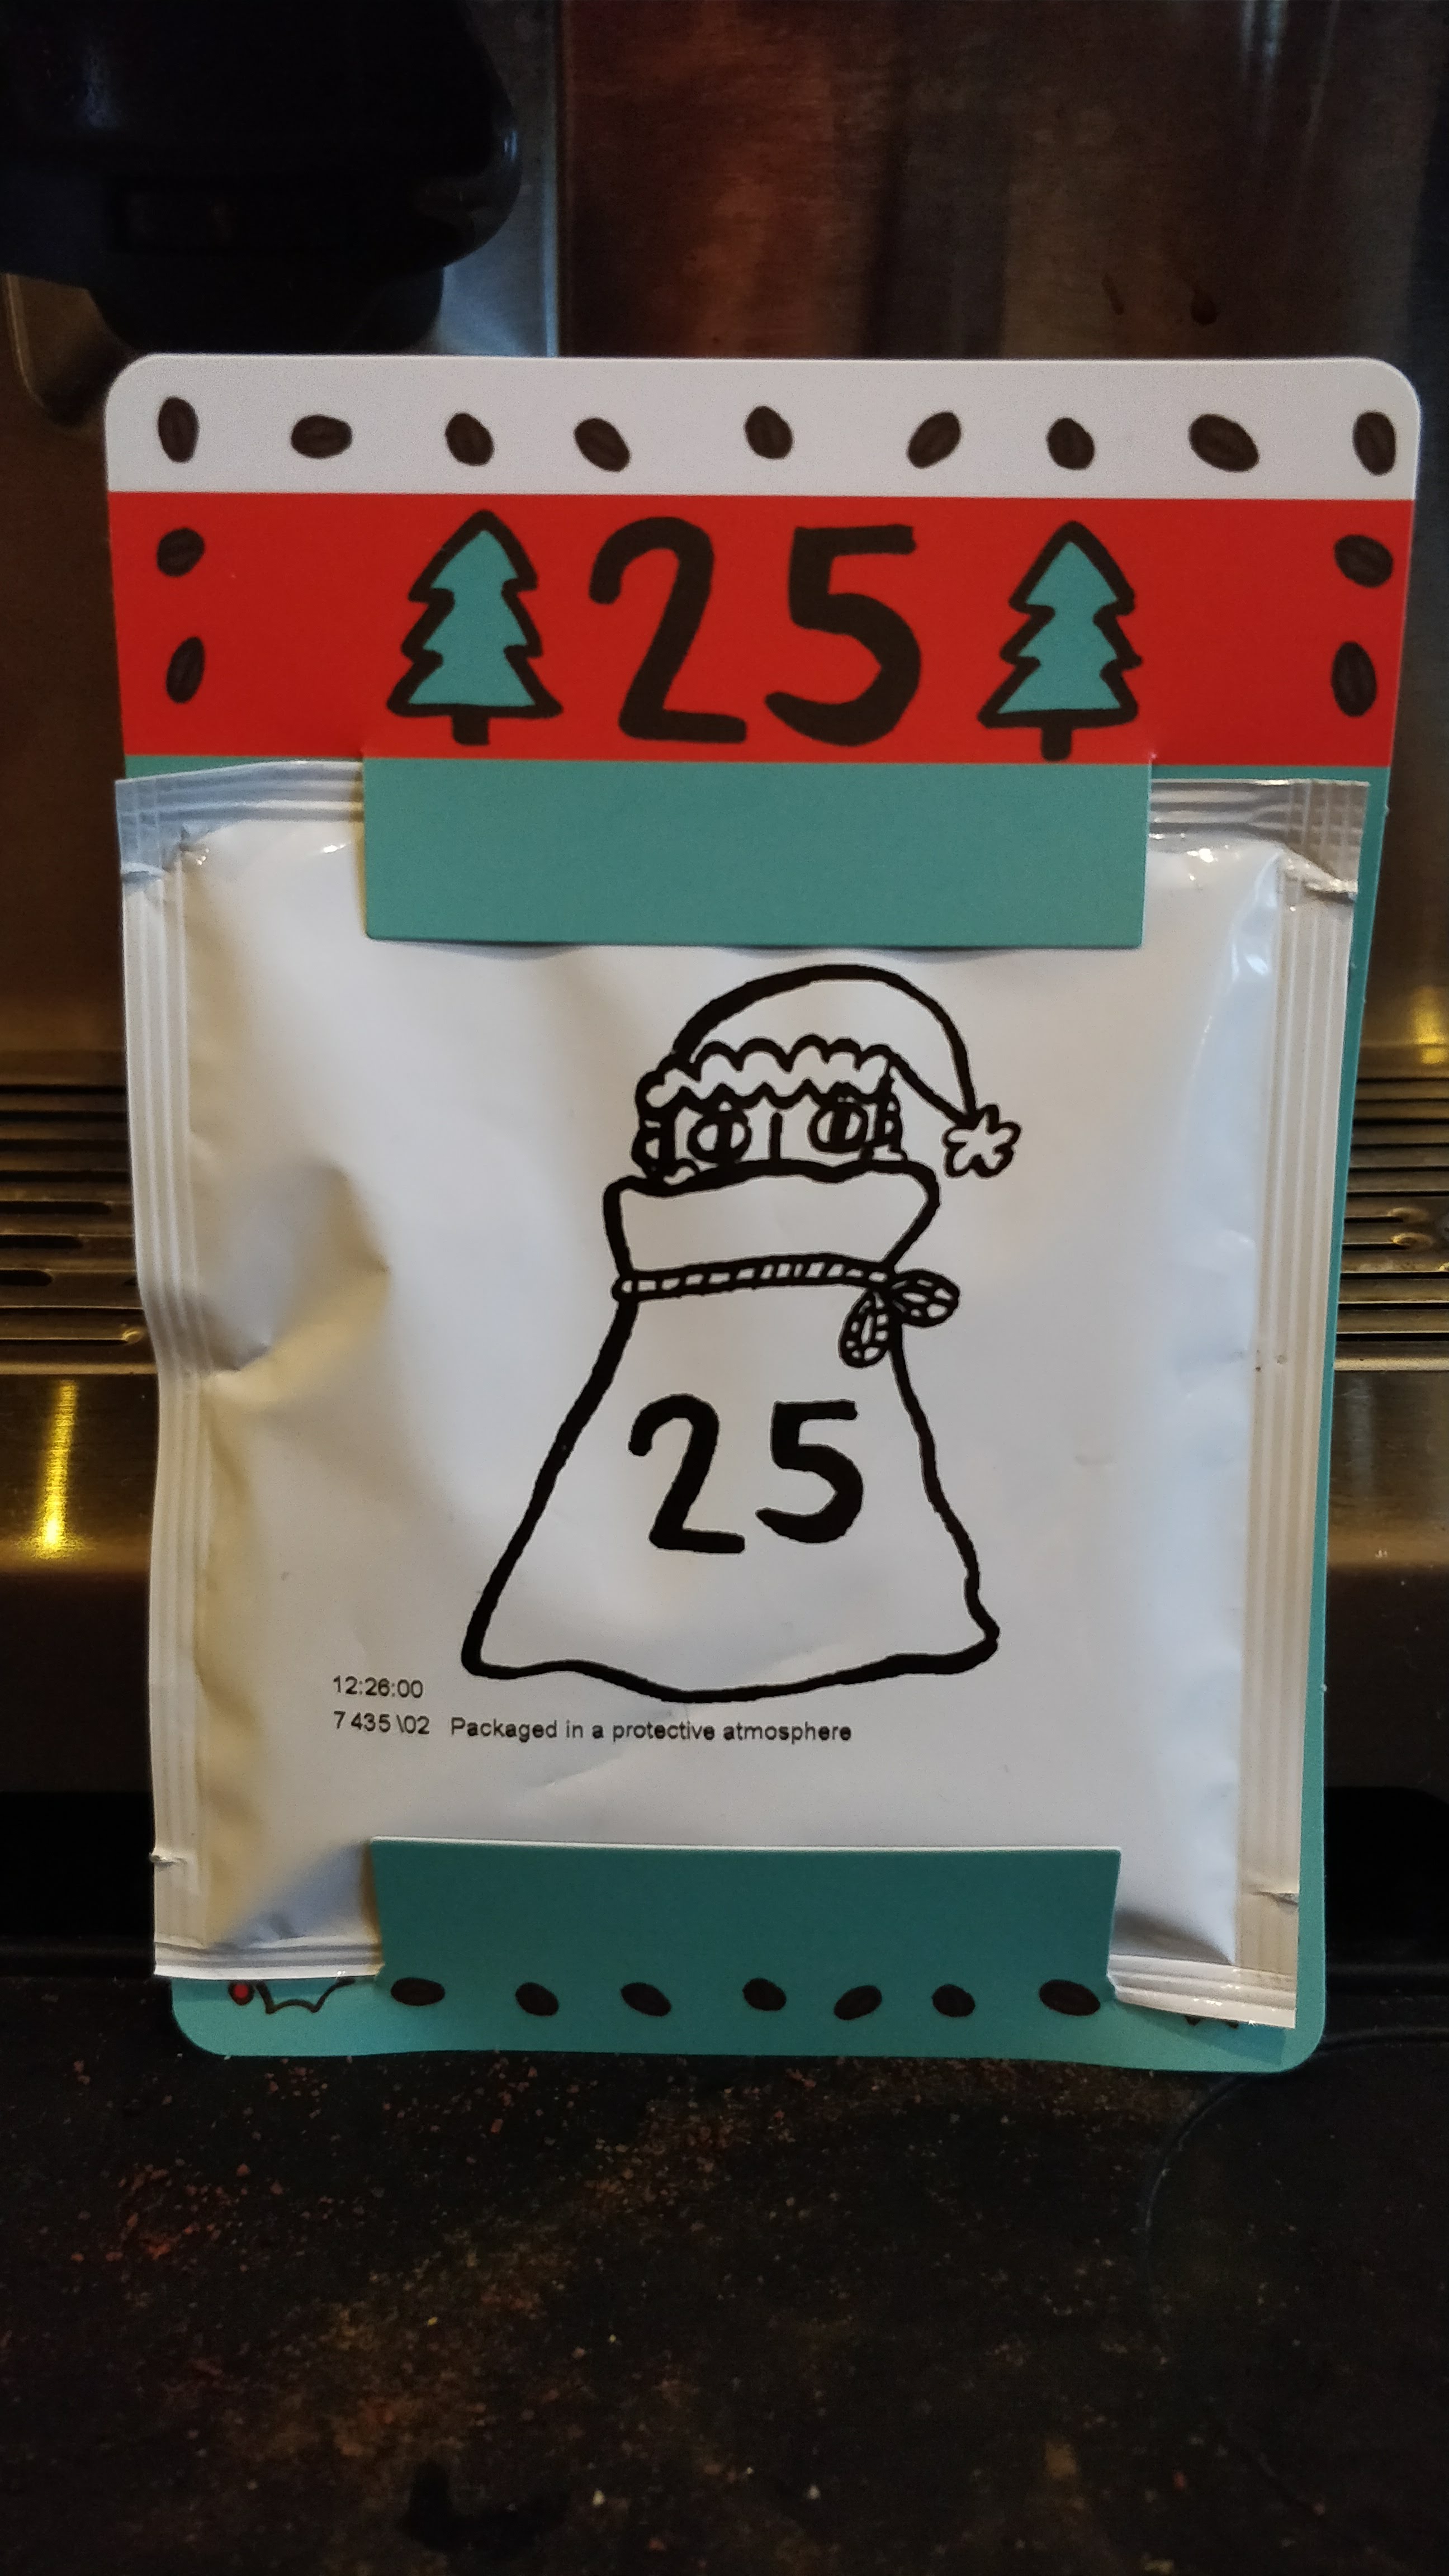 25
25
12:26:00
7 435 \02 Packaged in a protective atmosphere